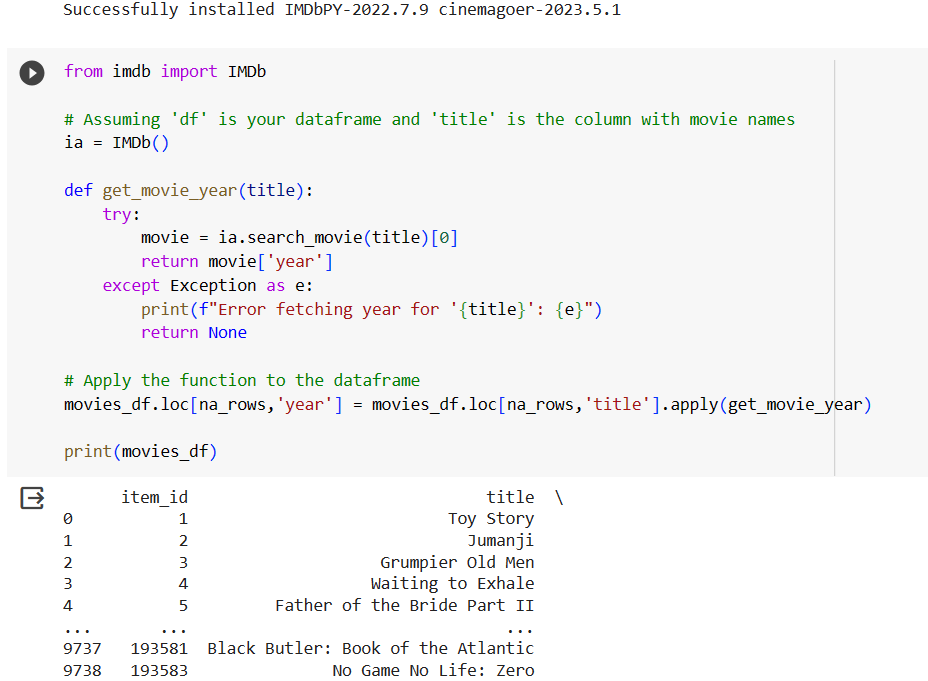 Successfully installed IMDbPY-2022.7.9 cinemagoer-2023.5.1
from imdb import IMDb
# Assuming 'df' is your dataframe and 'title' is the column with movie names
ia = IMDb()
def get_movie_year(title):
    try:
        movie = ia.search_movie(title)[0]
        return movie['year']
    except Exception as e:
        print(f"Error fetching year for '{title}': {e}")
        return None
# Apply the function to the dataframe
movies_df.loc[na_rows,'year'] = movies_df.loc[na_rows,'title'].apply(get_movie_year)
print(movies_df)
      item_id                               title  \
0           1                           Toy Story
1           2                             Jumanji
2           3                    Grumpier Old Men
3           4                   Waiting to Exhale
4           5         Father of the Bride Part II
...       ...                                 ...
9737   193581  Black Butler: Book of the Atlantic
9738   193583               No Game No Life: Zero